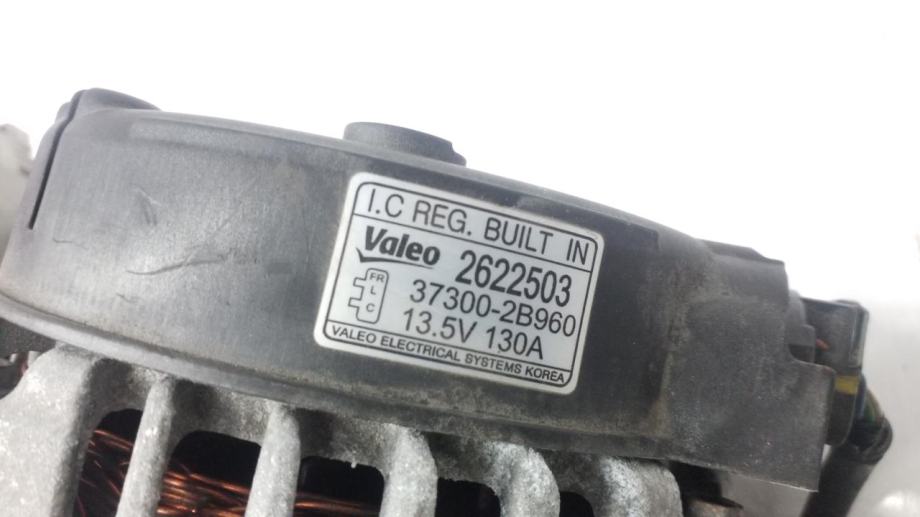 I.C REG. BUILT IN
Valeo 2622503
FR
L
C
37300-2B960
13.5V 130A
VALEO ELECTRICAL SYSTEMS KOREA